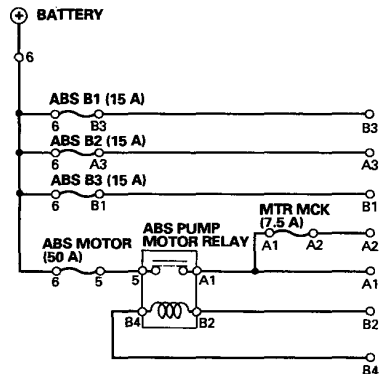 BATTERY
6
ABS B1 (15 A)
6 B3 B3
ABS B2 (15 A)
6 A3 A3
ABS B3 (15 A)
6 B1 B1
MTR MCK
(7.5 A)
A1 A2 A2
ABS PUMP
MOTOR RELAY
ABS MOTOR
(50 A)
6 5 5 A1 A1
B4 B2 B2
B4